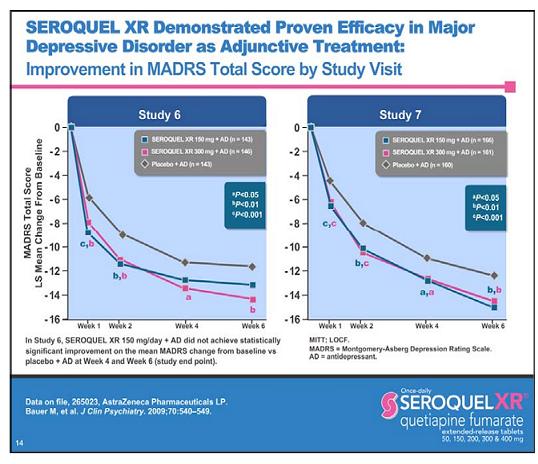 SEROQUEL XR Demonstrated Proven Efficacy in Major
Depressive Disorder as Adjunctive Treatment:
Improvement in MADRS Total Score by Study Visit
Study 6
SEROQUEL XR 150 mg + AD (n = 143)
SEROQUEL XR 300 mg + AD (n = 146)
Placebo + AD (n = 143)
aP<0.05
bP<0.01
cP<0.001
MADRS Total Score
LS Mean Change From Baseline
0
-2
-4
-6
-8
-10
-12
-14
-16
c,b
b,b
a
b
Week 1 Week 2 Week 4 Week 6
Study 7
SEROQUEL XR 150 mg + AD (n = 166)
SEROQUEL XR 300 mg + AD (n = 161)
Placebo + AD (n = 160)
aP<0.05
bP<0.01
cP<0.001
0
-2
-4
-6
-8
-10
-12
-14
-16
c,c
b,c
a,a
b,b
Week 1 Week 2 Week 4 Week 6
In Study 6, SEROQUEL XR 150 mg/day + AD did not achieve statistically
significant improvement on the mean MADRS change from baseline vs
placebo + AD at Week 4 and Week 6 (study end point).
MITT; LOCF.
MADRS = Montgomery-Asberg Depression Rating Scale.
AD = antidepressant.
Data on file, 265023, AstraZeneca Pharmaceuticals LP.
Bauer M, et al. J Clin Psychiatry. 2009;70:540–549.
Once-daily
SEROQUEL XR®
quetiapine fumarate
extended-release tablets
50, 150, 200, 300 & 400 mg
14